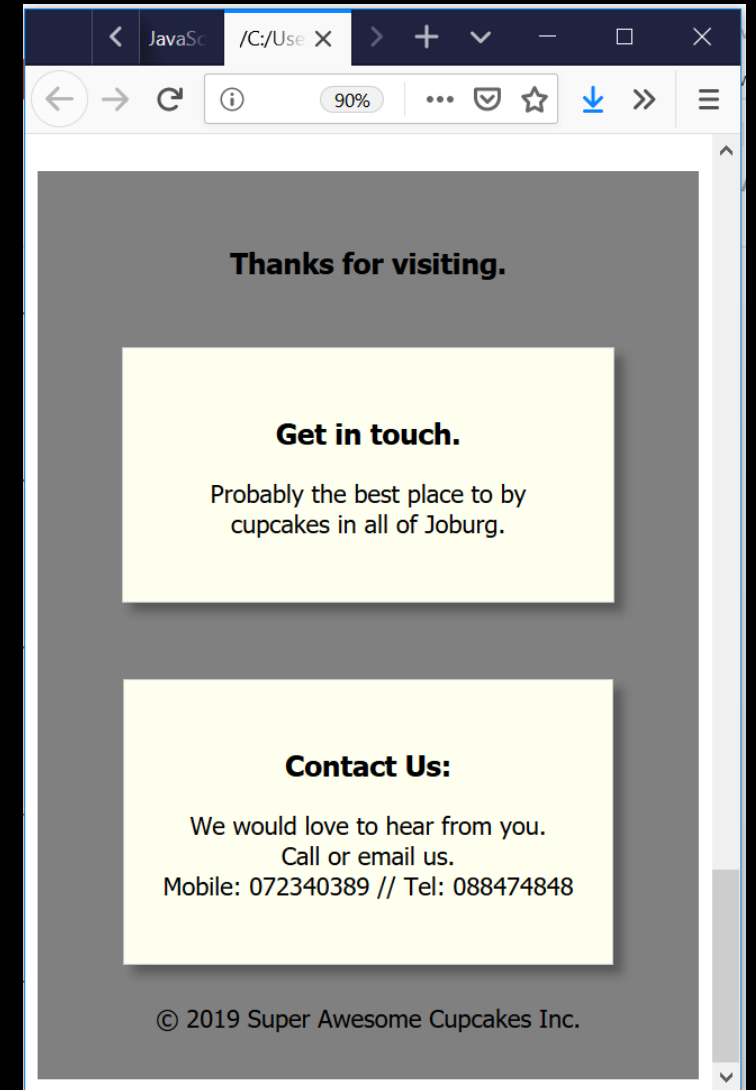 JavaSc
/C:/Use
90%
Thanks for visiting.
Get in touch.
Probably the best place to by
cupcakes in all of Joburg.
Contact Us:
We would love to hear from you.
Call or email us.
Mobile: 072340389 // Tel: 088474848
© 2019 Super Awesome Cupcakes Inc.